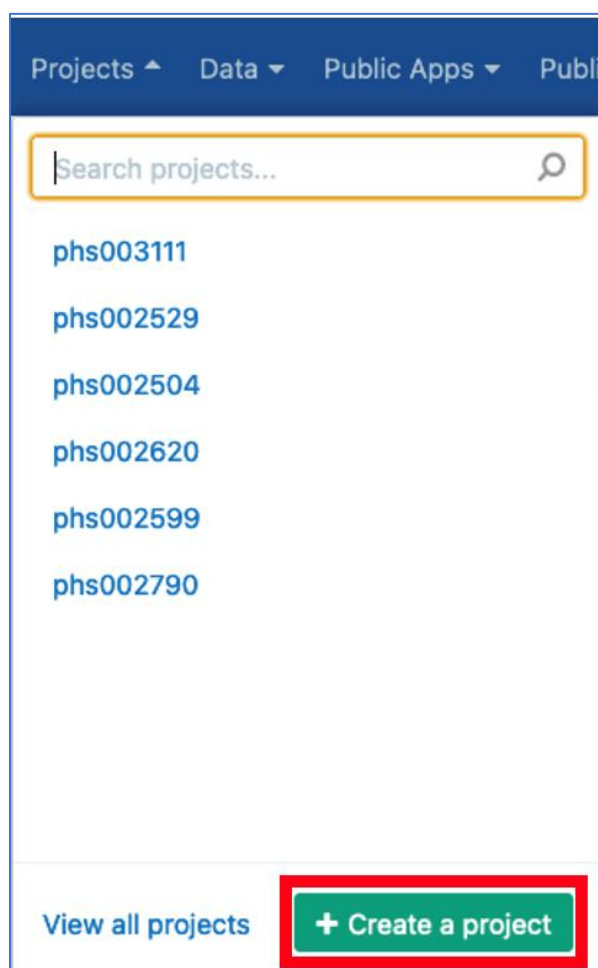 Projects Data Public Apps
Search projects...
phs003111
phs002529
phs002504
phs002620
phs002599
phs002790
View all projects + Create a project